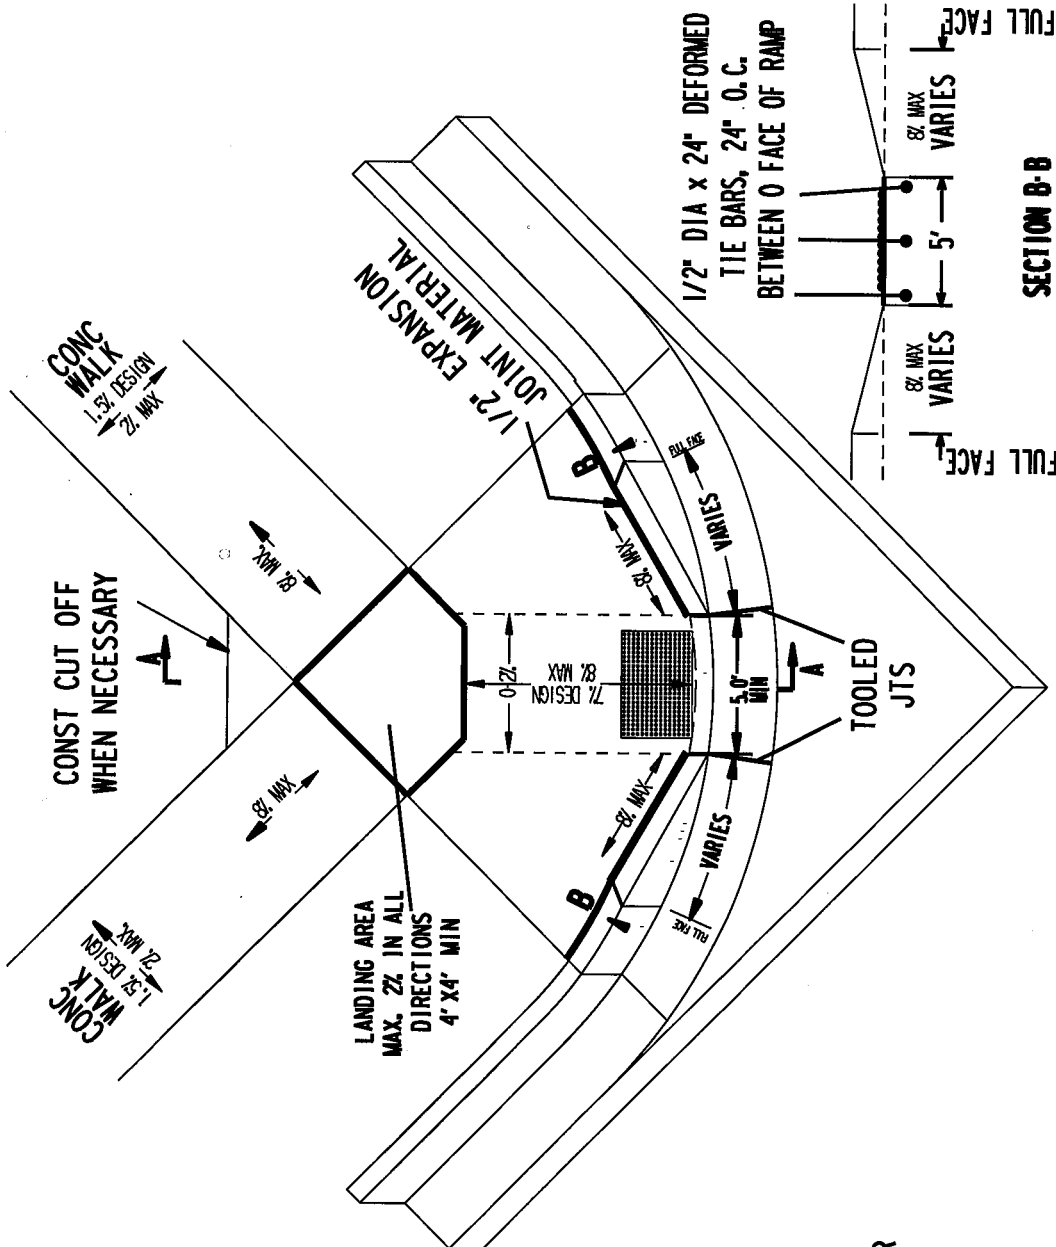 CONST CUT OFF
WHEN NECESSARY
A
CONC
WALK
1.5% DESIGN
2% MAX
CONC
WALK
1.5% DESIGN
2% MAX.
8% MAX.
8% MAX
LANDING AREA
MAX. 2% IN ALL
DIRECTIONS
4'X4' MIN
1/2" EXPANSION
JOINT MATERIAL
0-2%
7% DESIGN
8% MAX
8% MAX
8% MAX
B
B
FULL FACE
FULL FACE
VARIES
VARIES
5.0'
MIN
A
TOOLED
JTS
1/2" DIA x 24" DEFORMED
TIE BARS, 24" O.C.
BETWEEN 0 FACE OF RAMP
FULL FACE
8% MAX
VARIES
5'
8% MAX
VARIES
FULL FACE
SECTION B-B